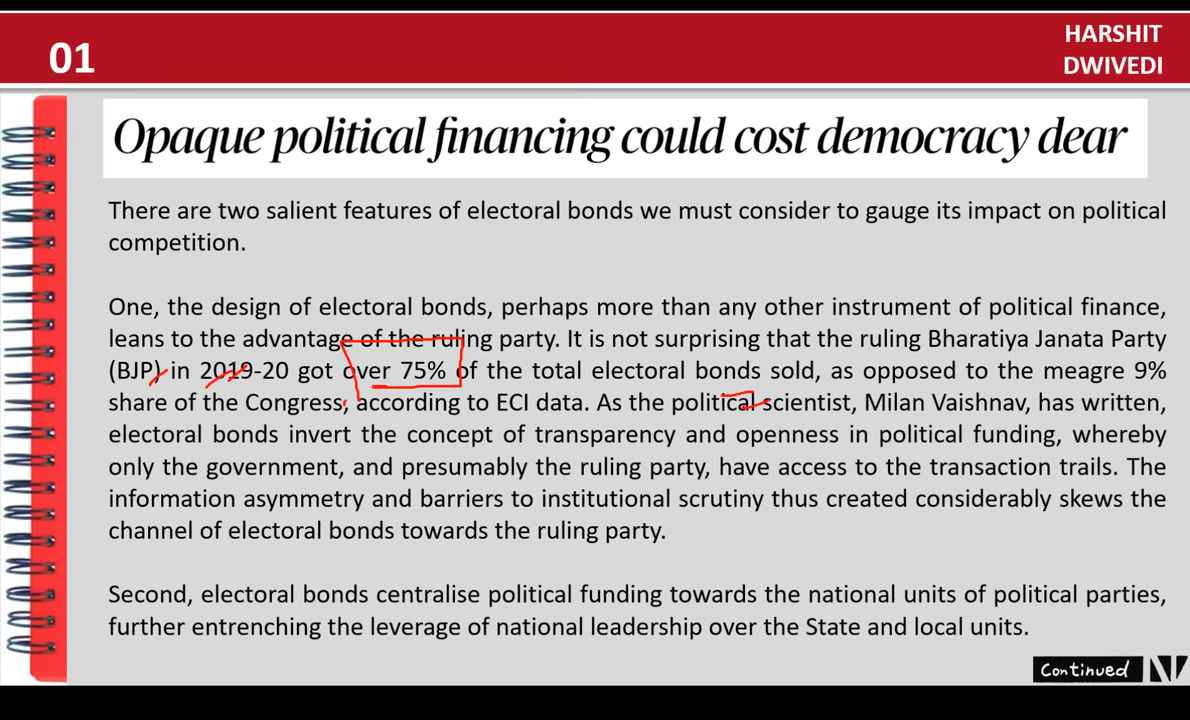 01
HARSHIT
DWIVEDI
Opaque political financing could cost democracy dear
There are two salient features of electoral bonds we must consider to gauge its impact on political
competition.
One, the design of electoral bonds, perhaps more than any other instrument of political finance,
leans to the advantage of the ruling party. It is not surprising that the ruling Bharatiya Janata Party
(BJP) in 2019-20 got over 75% of the total electoral bonds sold, as opposed to the meagre 9%
share of the Congress, according to ECI data. As the political scientist, Milan Vaishnav, has written,
electoral bonds invert the concept of transparency and openness in political funding, whereby
only the government, and presumably the ruling party, have access to the transaction trails. The
information asymmetry and barriers to institutional scrutiny thus created considerably skews the
channel of electoral bonds towards the ruling party.
Second, electoral bonds centralise political funding towards the national units of political parties,
further entrenching the leverage of national leadership over the State and local units.
Continued